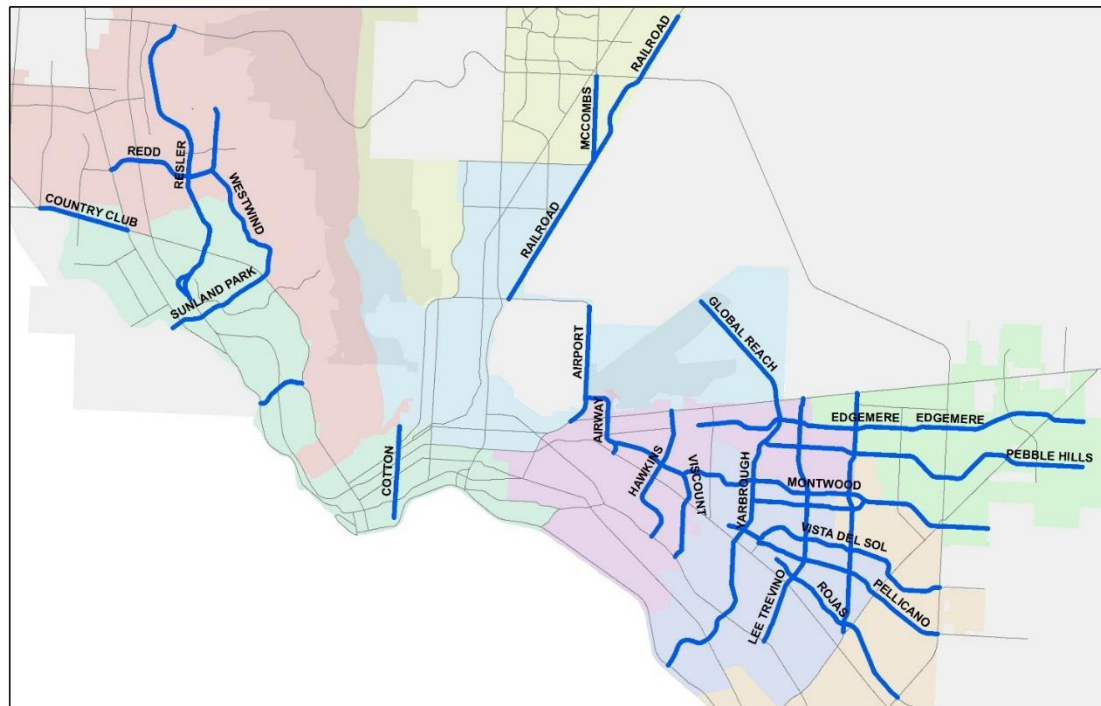 RAILROAD
MCCOMBS
REDD
RESLER
WESTWIND
COUNTRY CLUB
RAILROAD
SUNLAND PARK
GLOBAL REACH
AIRPORT
AIRWAY
EDGEMERE
EDGEMERE
COTTON
HAWKINS
VISCOUNT
YARBROUGH
PEBBLE HILLS
MONTWOOD
VISTA DEL SOL
LEE TREVINO
ROJAS
PELLICANO